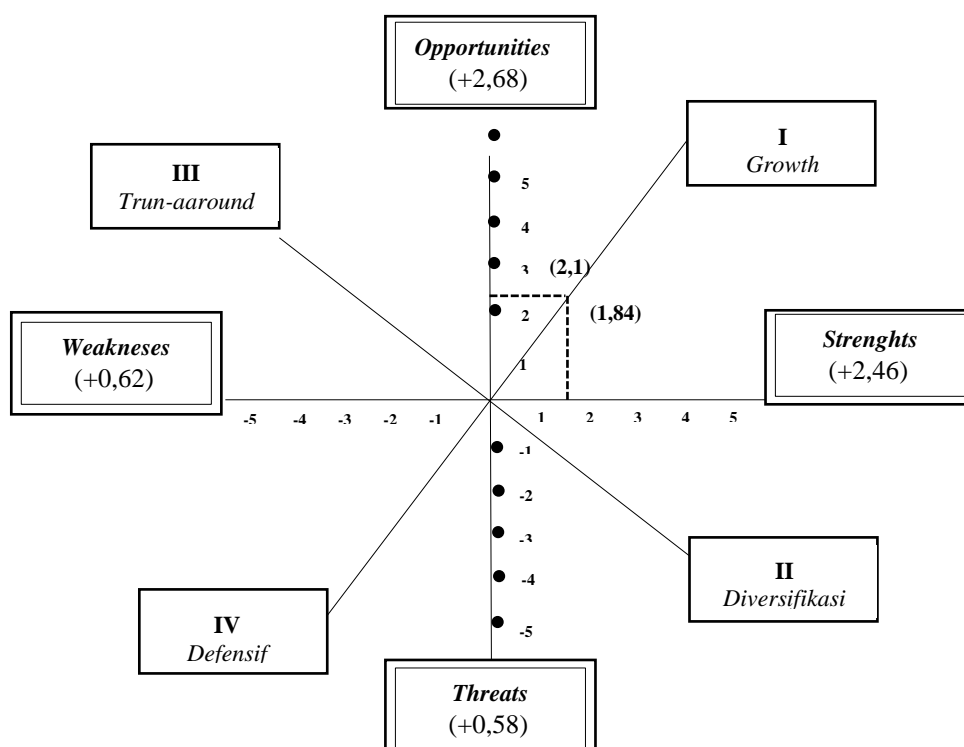 Opportunities
(+2,68)
I
Growth
III
Trun-aaround
5
4
3
(2,1)
2
(1,84)
Weakneses
(+0,62)
Strenghts
(+2,46)
1
-5 -4 -3 -2 -1 1 2 3 4 5
-1
-2
-3
-4
-5
II
Diversifikasi
IV
Defensif
Threats
(+0,58)